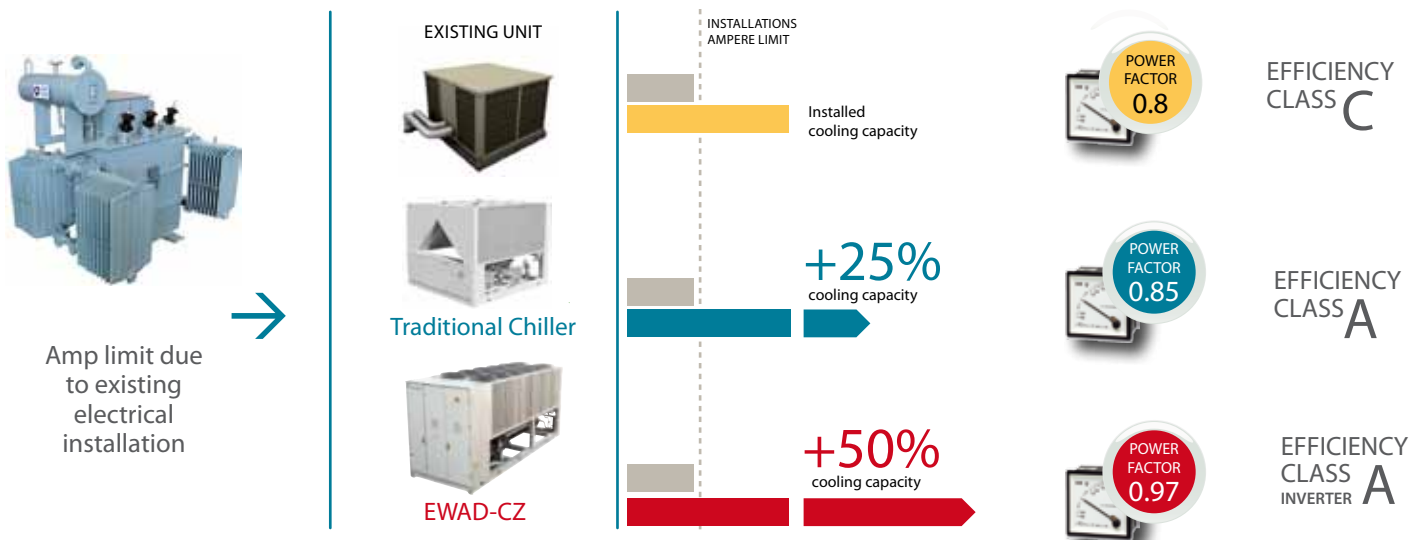 Amp limit due
to existing
electrical
installation
EXISTING UNIT
Traditional Chiller
EWAD-CZ
INSTALLATIONS
AMPERE LIMIT
Installed
cooling capacity
POWER
FACTOR
0.8
EFFICIENCY
CLASS C
+25%
cooling capacity
POWER
FACTOR
0.85
EFFICIENCY
CLASS A
+50%
cooling capacity
POWER
FACTOR
0.97
EFFICIENCY
CLASS A
INVERTER